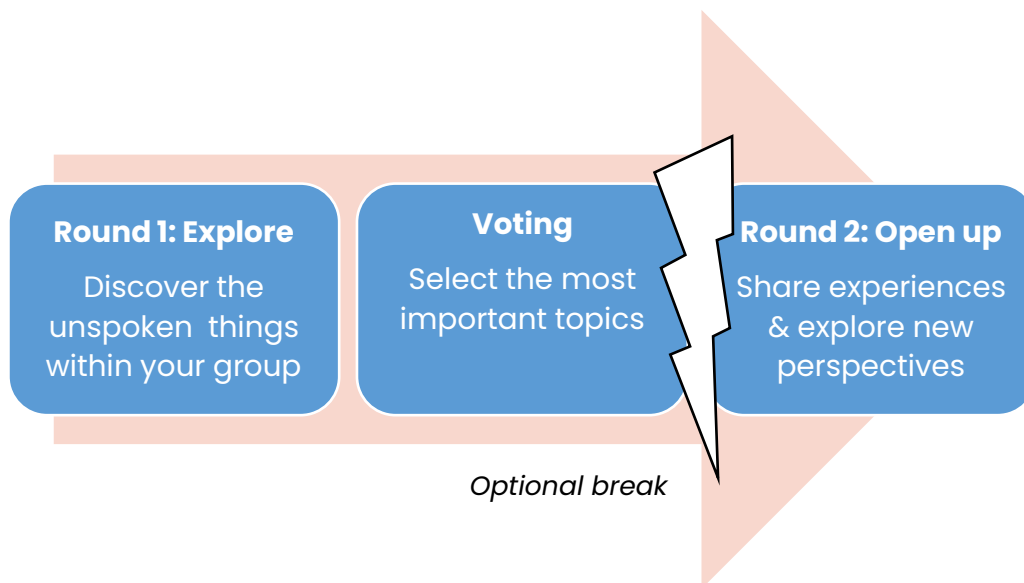 Round 1: Explore
Discover the
unspoken things
within your group
Voting
Select the most
important topics
Round 2: Open up
Share experiences
& explore new
perspectives
Optional break